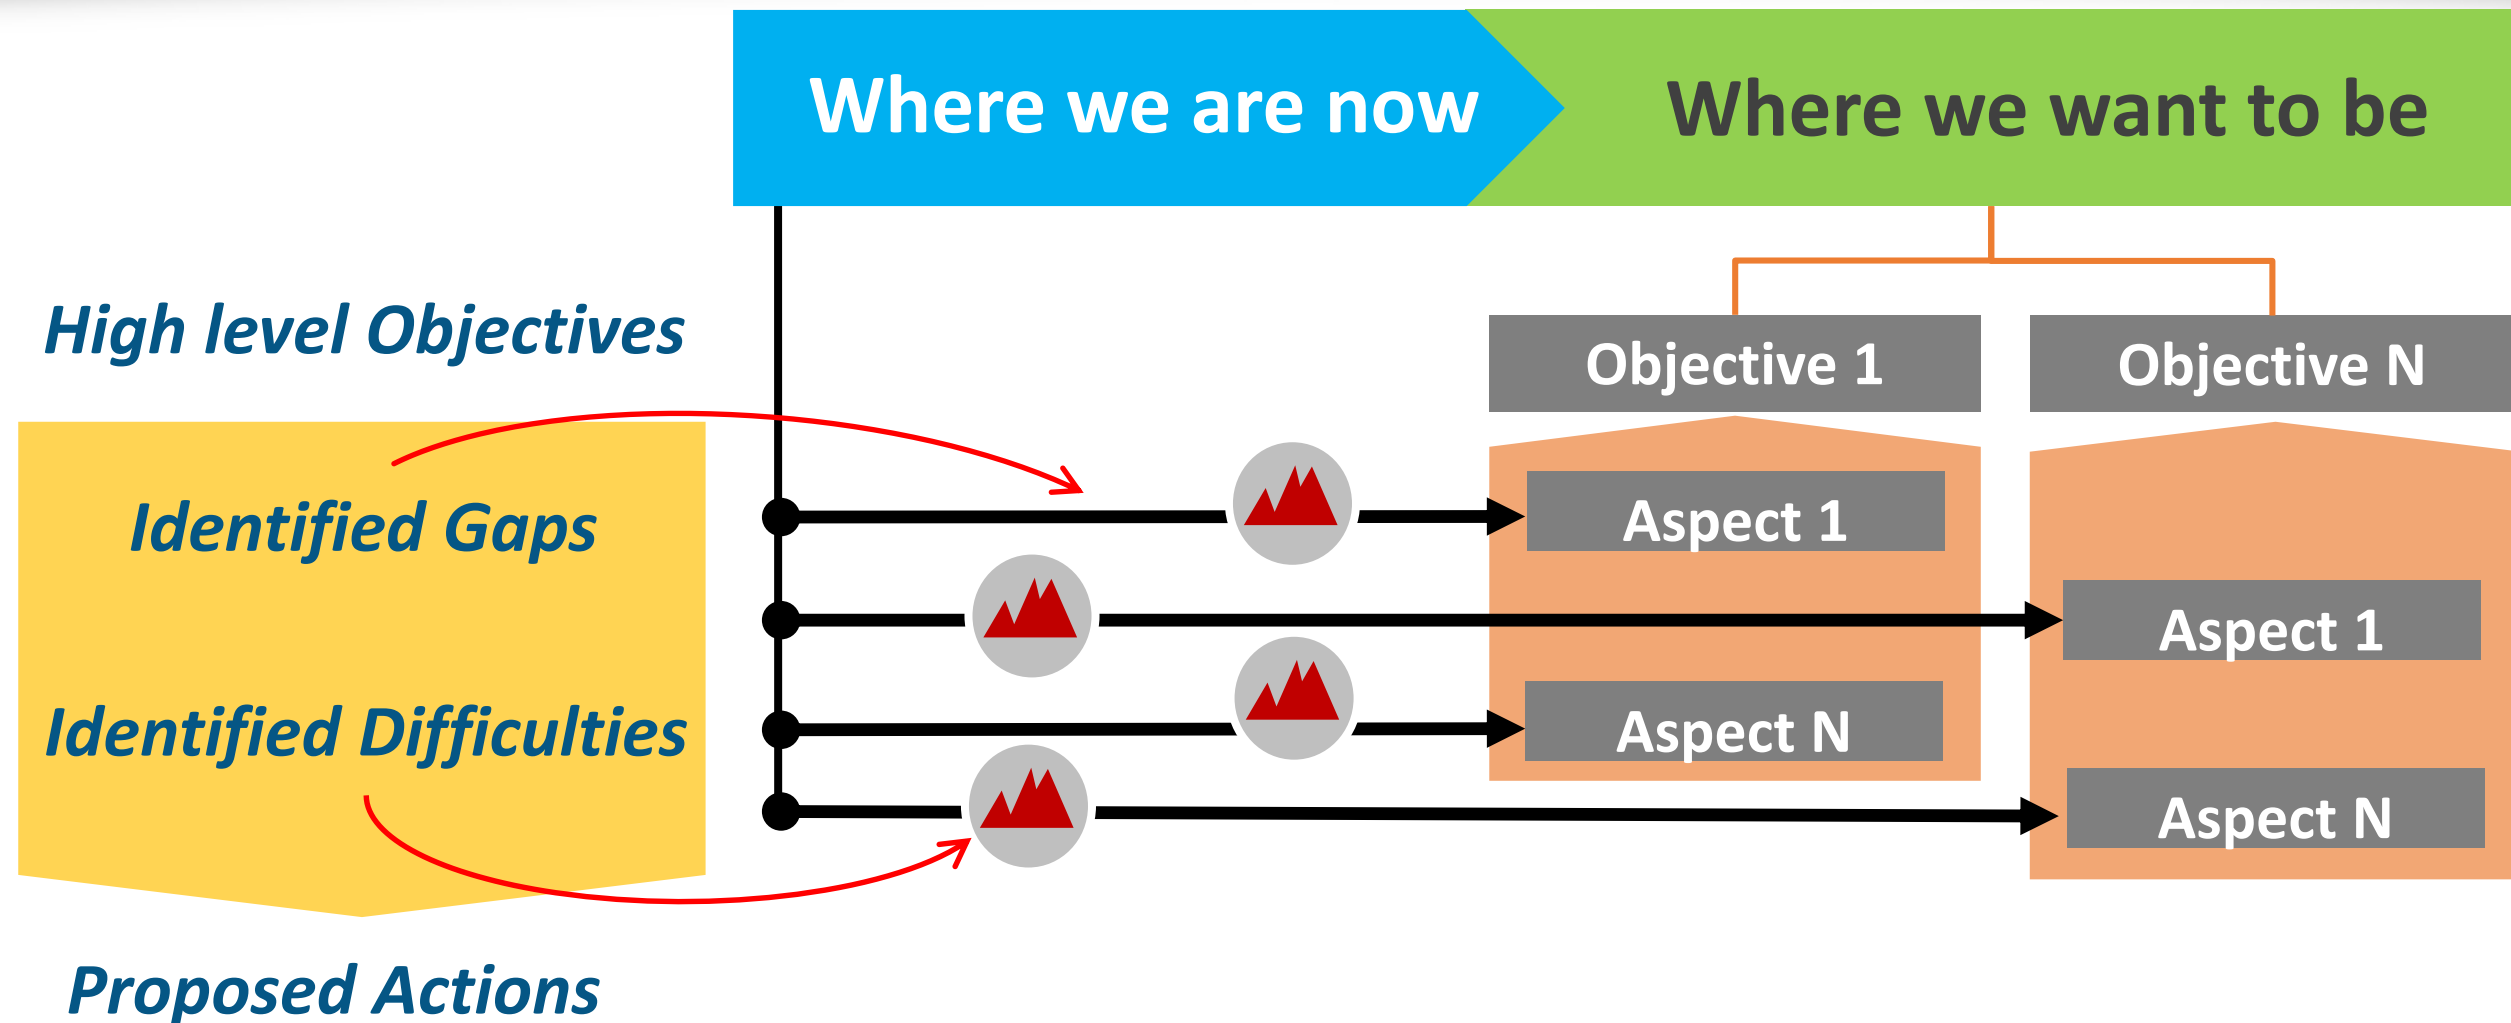 Where we are now
Where we want to be
High level Objectives
Objective 1
Objective N
Identified Gaps
Aspect 1
Aspect 1
Identified Difficulties
Aspect N
Aspect N
Proposed Actions